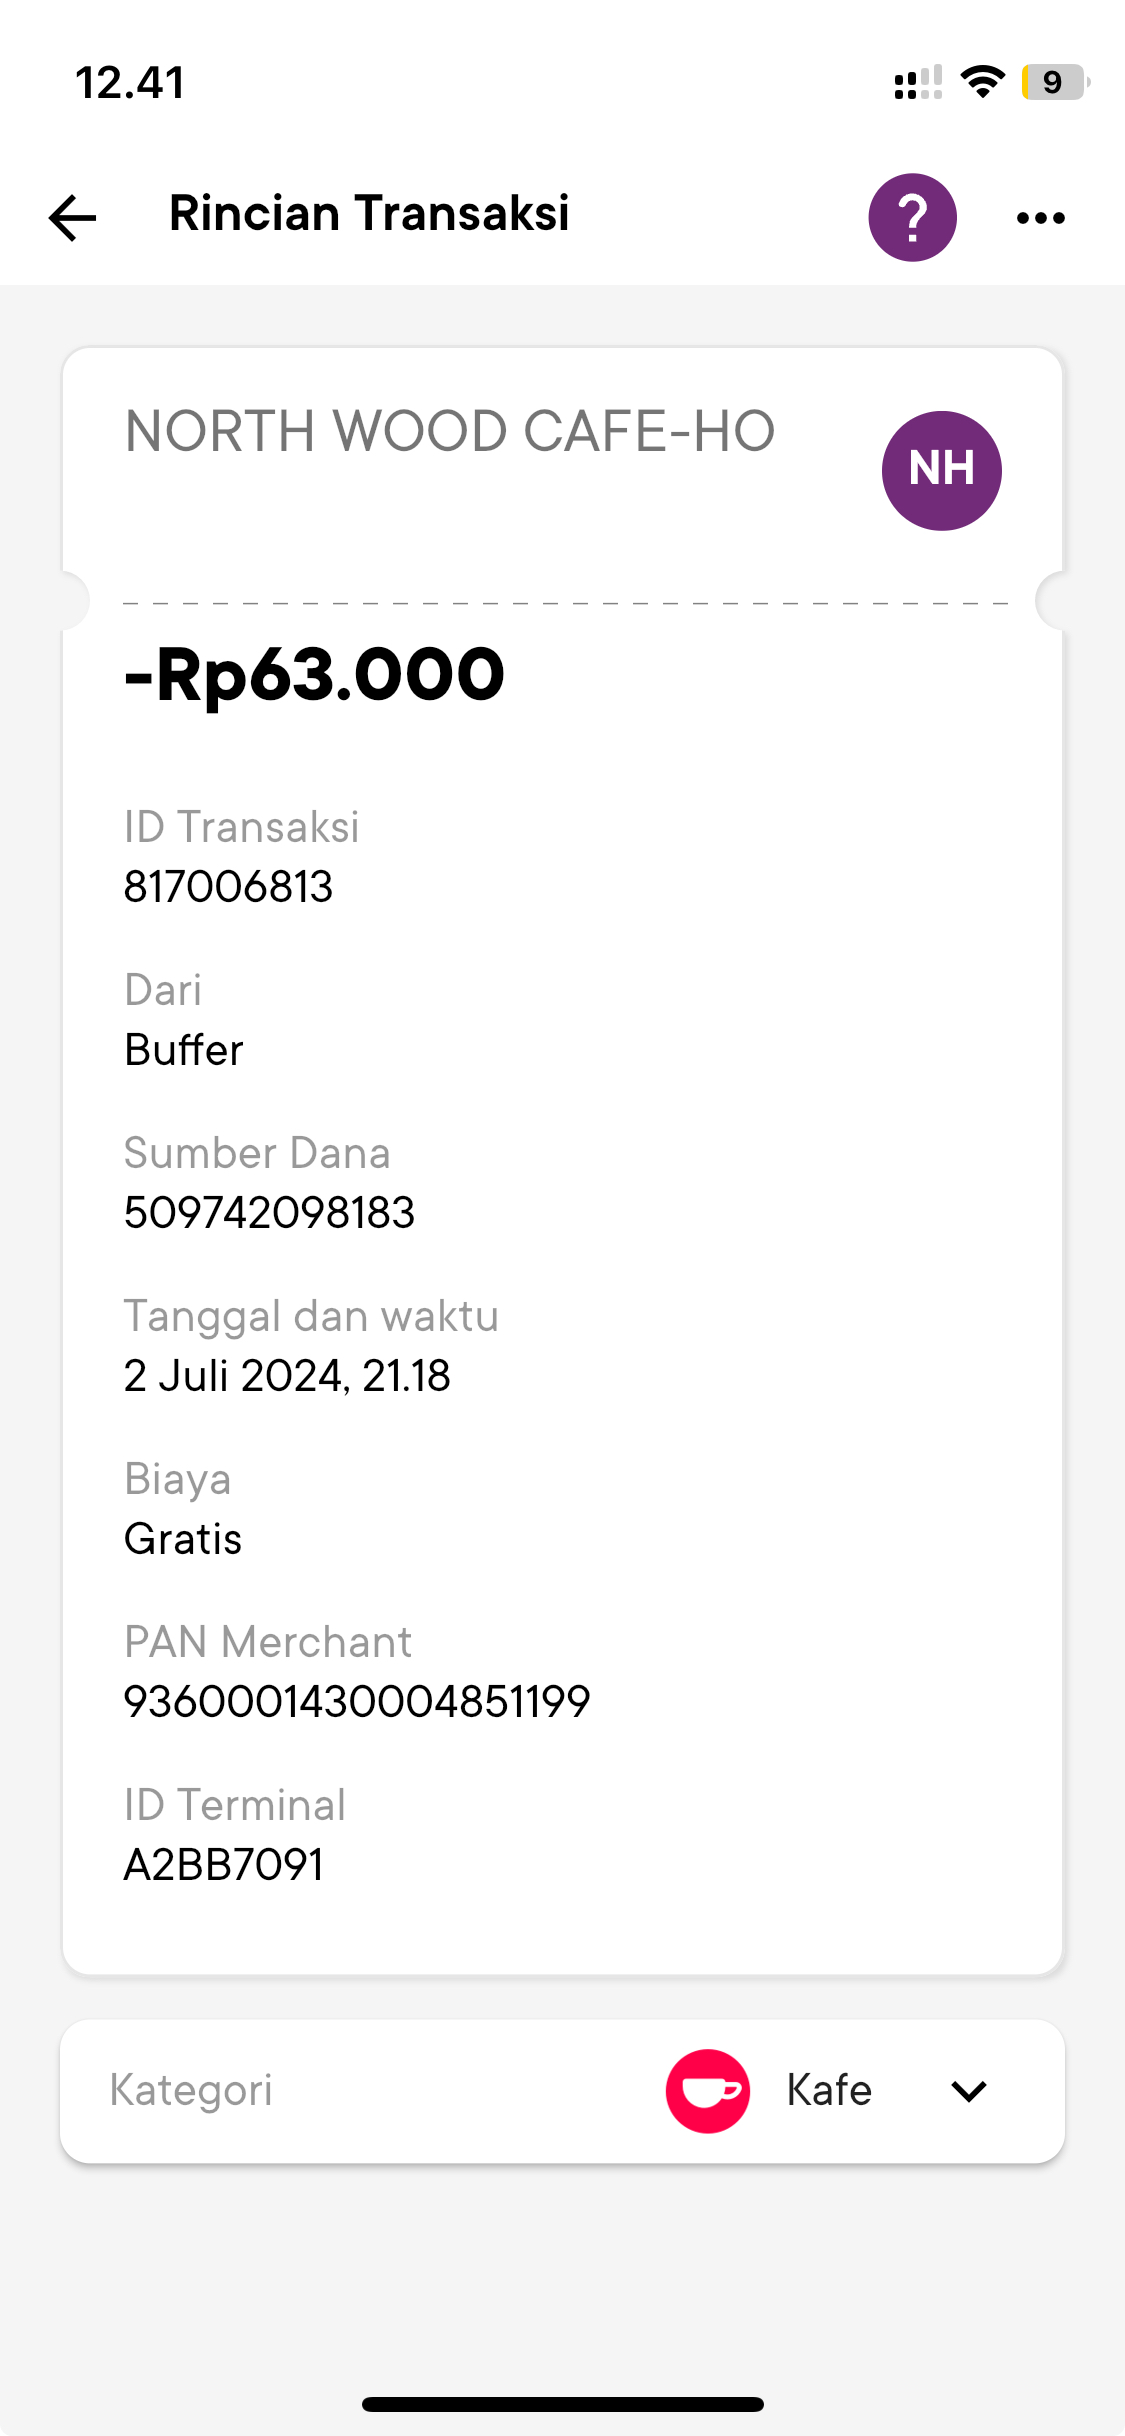 12.41
9
Rincian Transaksi
?
NORTH WOOD CAFE-HO
NH
-Rp63.000
ID Transaksi
817006813
Dari
Buffer
Sumber Dana
509742098183
Tanggal dan waktu
2 Juli 2024, 21.18
Biaya
Gratis
PAN Merchant
9360001430004851199
ID Terminal
A2BB7091
Kategori
Kafe